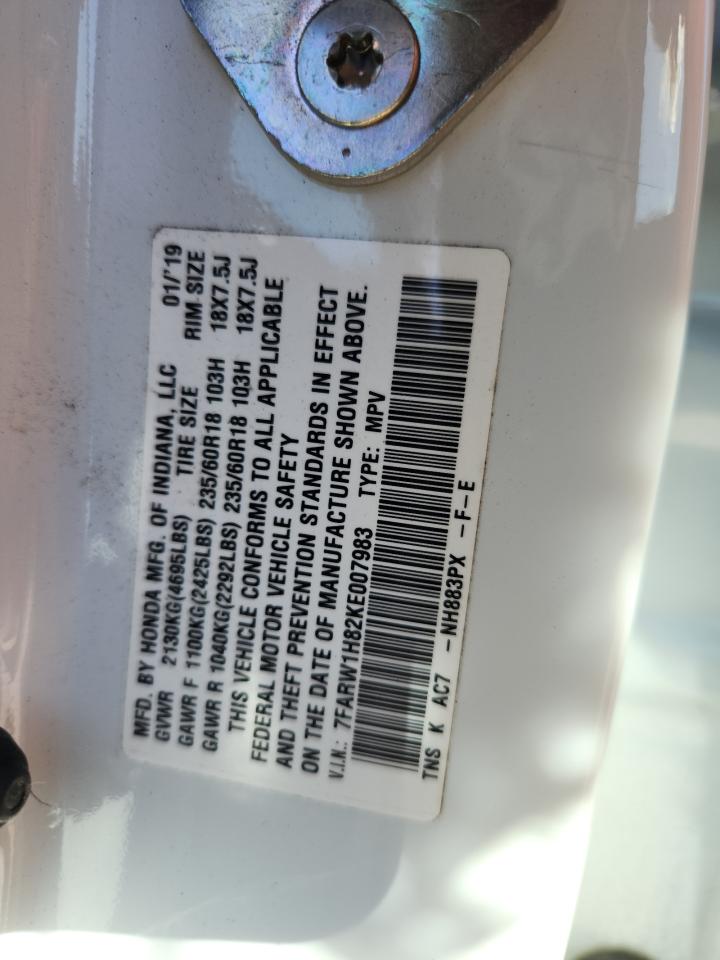 MFD. BY HONDA MFG. OF INDIANA, LLC 01/'19
GVWR 2130KG(4695LBS) TIRE SIZE RIM SIZE
GAWR F 1100KG(2425LBS) 235/60R18 103H 18X7.5J
GAWR R 1040KG(2292LBS) 235/60R18 103H 18X7.5J
THIS VEHICLE CONFORMS TO ALL APPLICABLE
FEDERAL MOTOR VEHICLE SAFETY
AND THEFT PREVENTION STANDARDS IN EFFECT
ON THE DATE OF MANUFACTURE SHOWN ABOVE.
V.I.N.: 7FARW1H82KE007983 TYPE: MPV
TNS K AC7 -NH883PX -F-E